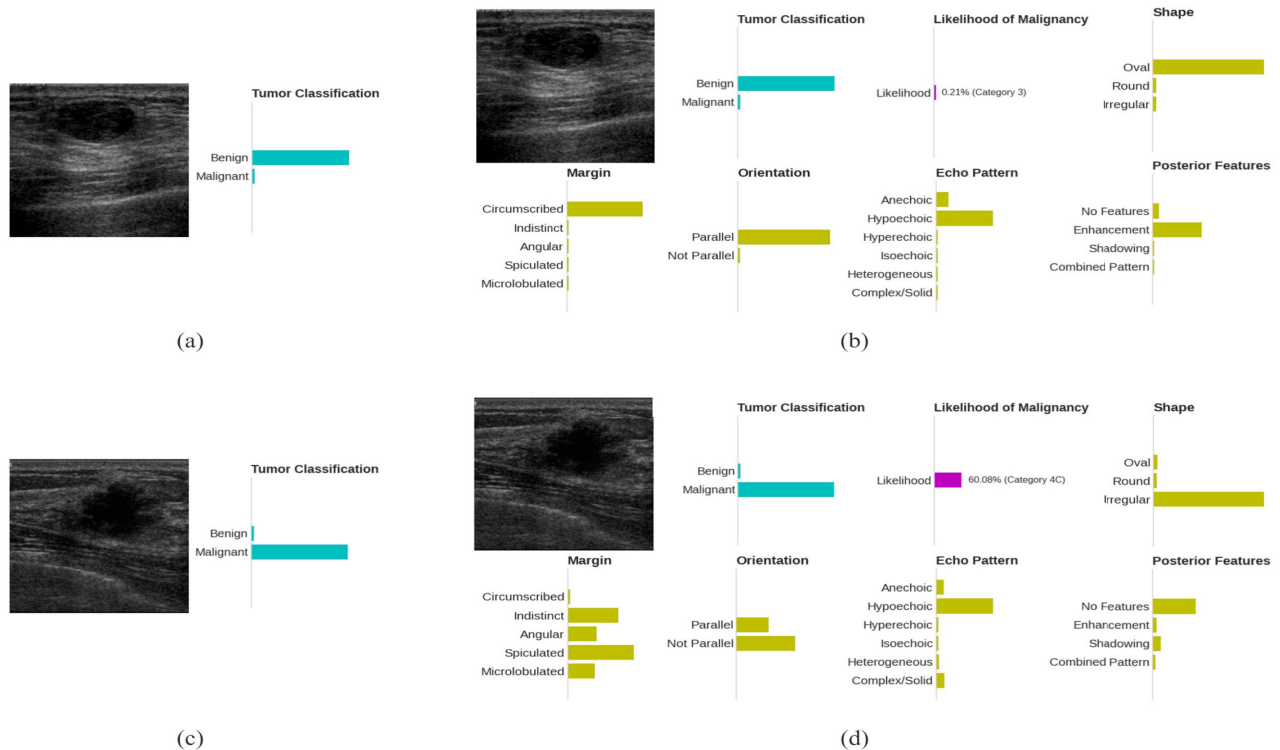 Tumor Classification
Benign
Malignant
(a)
Tumor Classification
Benign
Malignant
Likelihood of Malignancy
Likelihood
0.21% (Category 3)
Shape
Oval
Round
Irregular
Margin
Circumscribed
Indistinct
Angular
Spiculated
Microlobulated
Orientation
Parallel
Not Parallel
Echo Pattern
Anechoic
Hypoechoic
Hyperechoic
Isoechoic
Heterogeneous
Complex/Solid
Posterior Features
No Features
Enhancement
Shadowing
Combined Pattern
(b)
Tumor Classification
Benign
Malignant
(c)
Tumor Classification
Benign
Malignant
Likelihood of Malignancy
Likelihood
60.08% (Category 4C)
Shape
Oval
Round
Irregular
Margin
Circumscribed
Indistinct
Angular
Spiculated
Microlobulated
Orientation
Parallel
Not Parallel
Echo Pattern
Anechoic
Hypoechoic
Hyperechoic
Isoechoic
Heterogeneous
Complex/Solid
Posterior Features
No Features
Enhancement
Shadowing
Combined Pattern
(d)